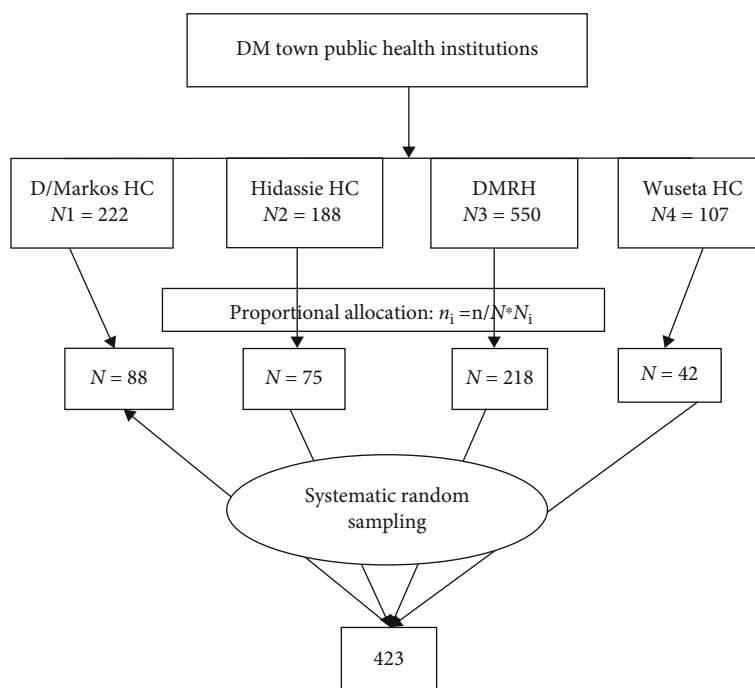 DM town public health institutions
D/Markos HC
N1 = 222
Hidassie HC
N2 = 188
DMRH
N3 = 550
Wuseta HC
N4 = 107
Proportional allocation: nᵢ =n/N*Nᵢ
N = 88
N = 75
N = 218
N = 42
Systematic random
sampling
423